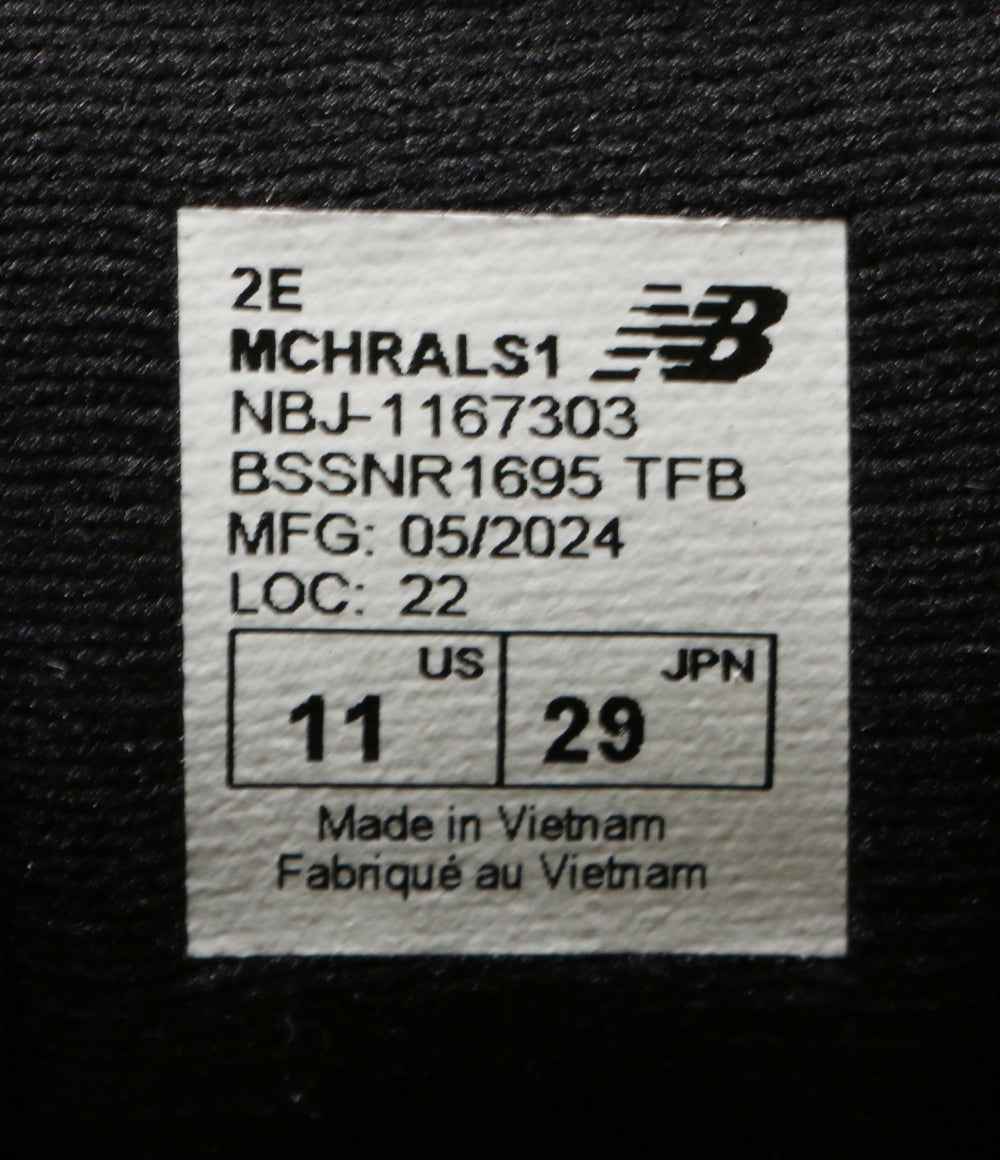 2E
MCHRALS1
NBJ-1167303
BSSNR1695 TFB
MFG: 05/2024
LOC: 22
US JPN
11 29
Made in Vietnam
Fabriqué au Vietnam